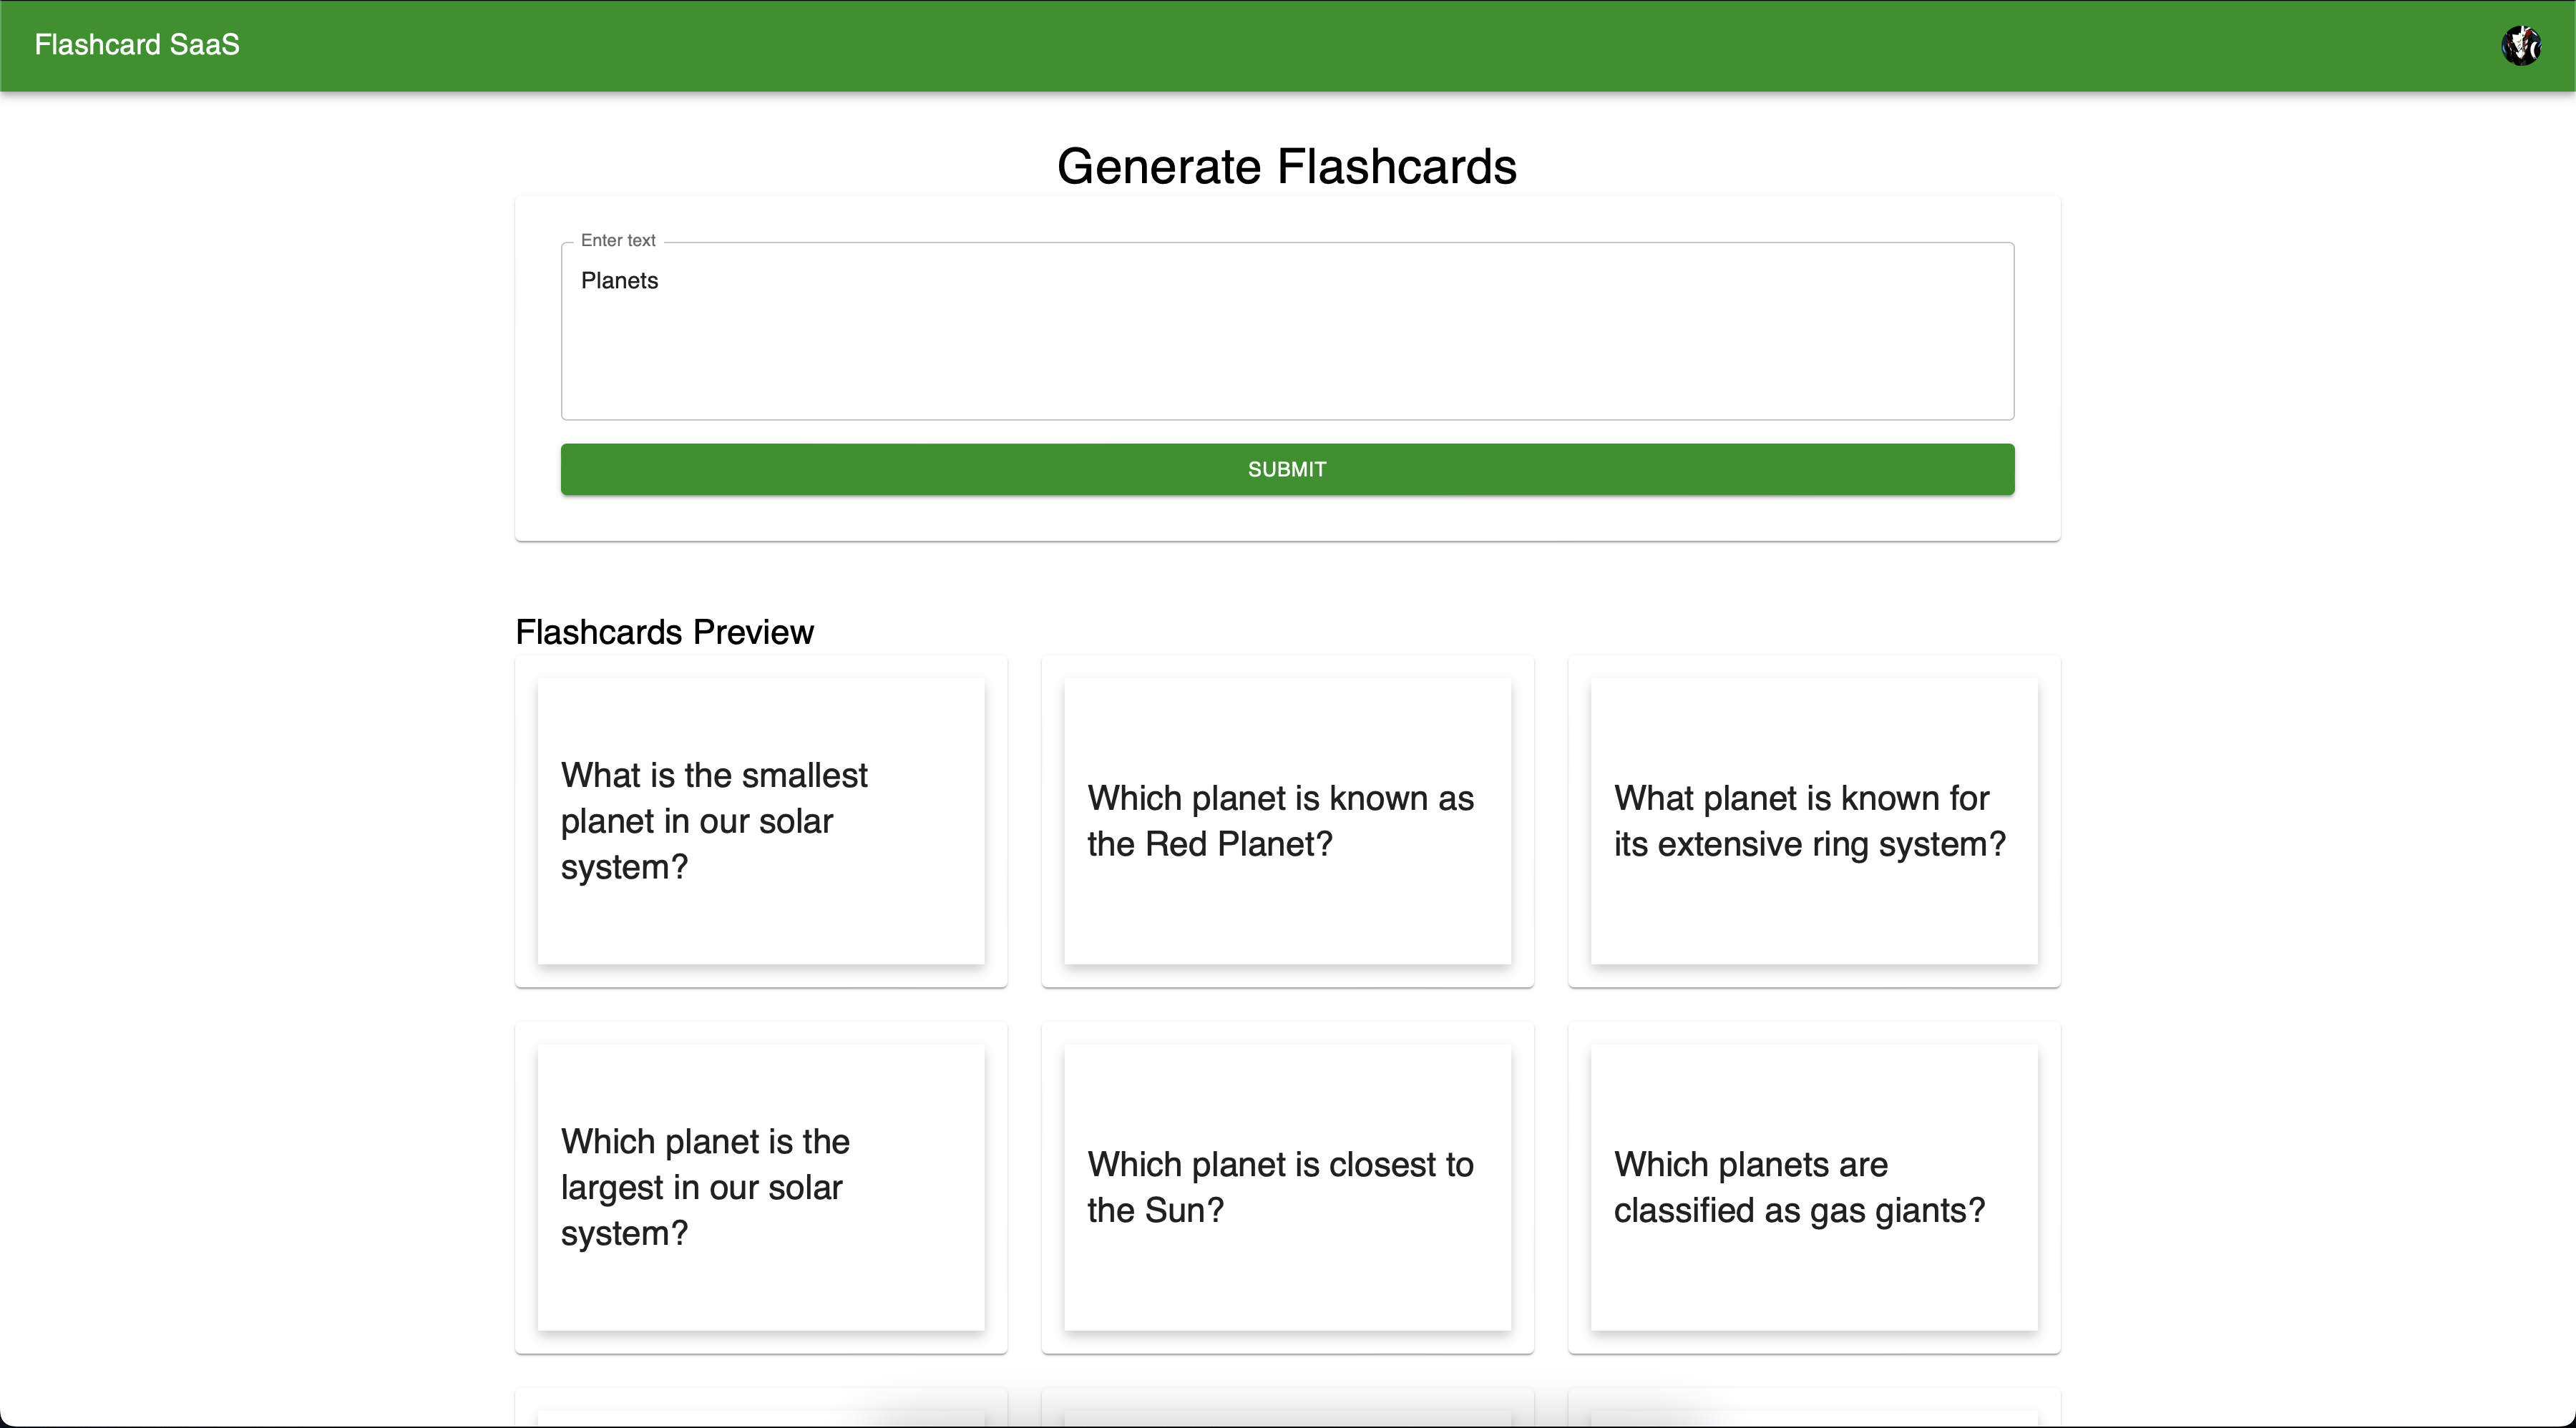 Flashcard SaaS
Generate Flashcards
Enter text
Planets
SUBMIT
Flashcards Preview
What is the smallest
planet in our solar
system?
Which planet is known as
the Red Planet?
What planet is known for
its extensive ring system?
Which planet is the
largest in our solar
system?
Which planet is closest to
the Sun?
Which planets are
classified as gas giants?